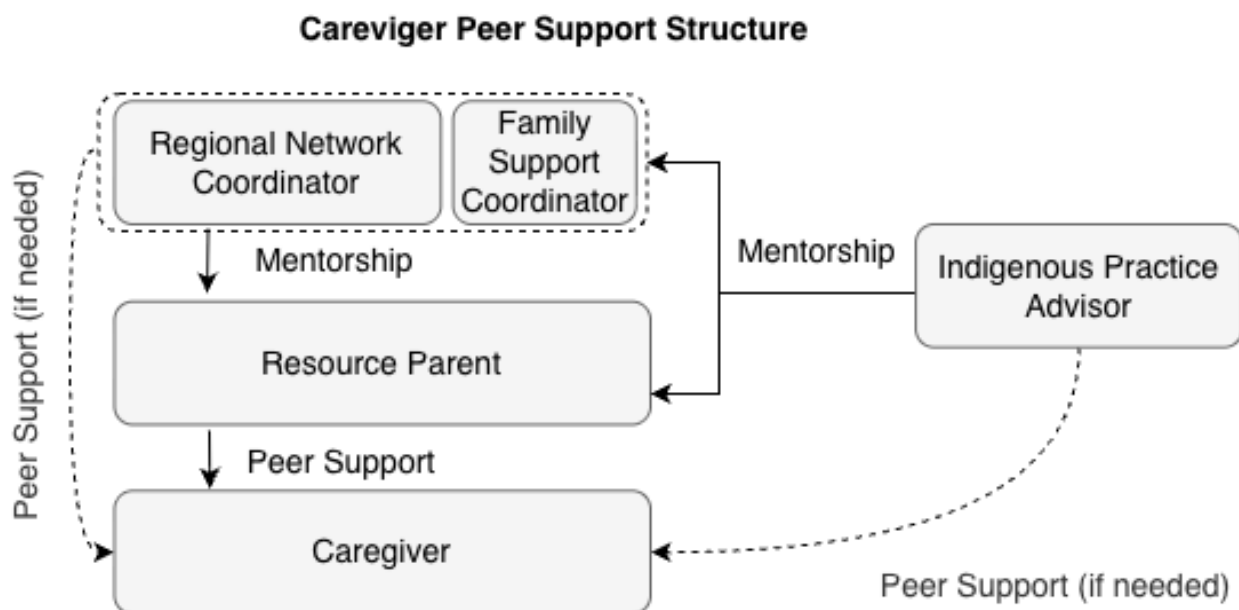 Careviger Peer Support Structure
Regional Network
Coordinator
Family
Support
Coordinator
Mentorship
Mentorship
Indigenous Practice
Advisor
Peer Support (if needed)
Resource Parent
Peer Support
Caregiver
Peer Support (if needed)